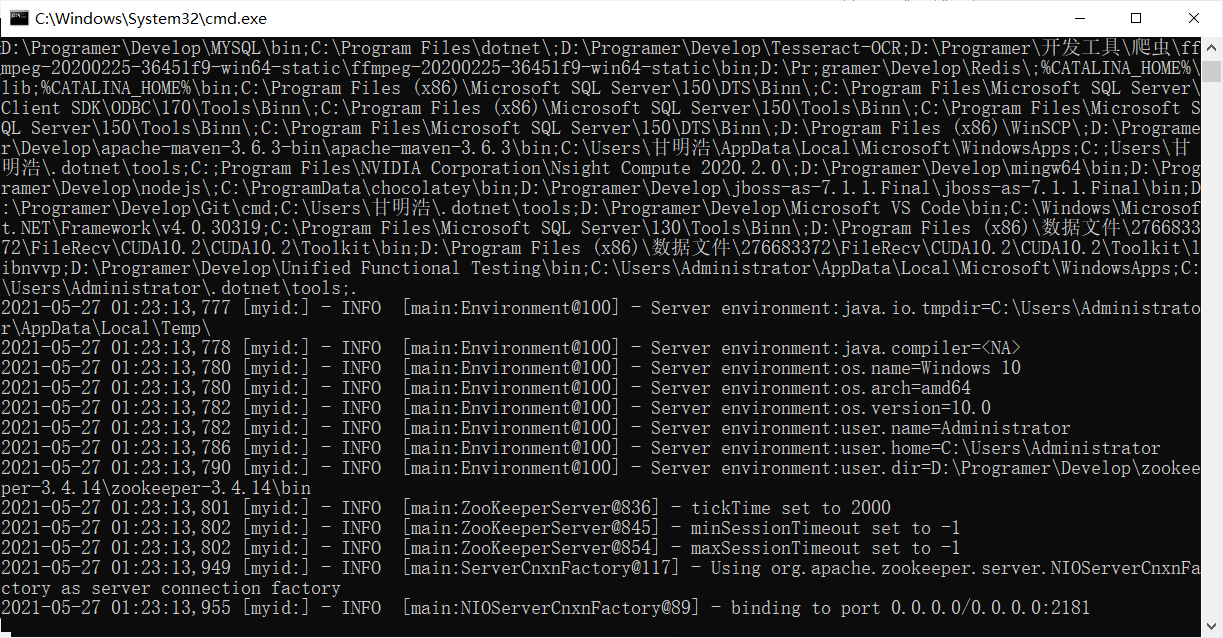 C:\Windows\System32\cmd.exe
D:\Programer\Develop\MYSQL\bin;C:\Program Files\dotnet\;D:\Programer\Develop\Tesseract-OCR;D:\Programer\开发工具\爬虫\ff
mpeg-20200225-36451f9-win64-static\ffmpeg-20200225-36451f9-win64-static\bin;D:\Pr;gramer\Develop\Redis\;%CATALINA_HOME%\
lib;%CATALINA_HOME%\bin;C:\Program Files (x86)\Microsoft SQL Server\150\DTS\Binn\;C:\Program Files\Microsoft SQL Server\
Client SDK\ODBC\170\Tools\Binn\;C:\Program Files (x86)\Microsoft SQL Server\150\Tools\Binn\;C:\Program Files\Microsoft S
QL Server\150\Tools\Binn\;C:\Program Files\Microsoft SQL Server\150\DTS\Binn\;D:\Program Files (x86)\WinSCP\;D:\Programe
r\Develop\apache-maven-3.6.3-bin\apache-maven-3.6.3\bin;C:\Users\甘明浩\AppData\Local\Microsoft\WindowsApps;C:;Users\甘
明浩\.dotnet\tools;C:;Program Files\NVIDIA Corporation\Nsight Compute 2020.2.0\;D:\Programer\Develop\mingw64\bin;D:\Prog
ramer\Develop\nodejs\;C:\ProgramData\chocolatey\bin;D:\Programer\Develop\jboss-as-7.1.1.Final\jboss-as-7.1.1.Final\bin;D
:\Programer\Develop\Git\cmd;C:\Users\甘明浩\.dotnet\tools;D:\Programer\Develop\Microsoft VS Code\bin;C:\Windows\Microsof
t.NET\Framework\v4.0.30319;C:\Program Files\Microsoft SQL Server\130\Tools\Binn\;D:\Program Files (x86)\数据文件\2766833
72\FileRecv\CUDA10.2\CUDA10.2\Toolkit\bin;D:\Program Files (x86)\数据文件\276683372\FileRecv\CUDA10.2\CUDA10.2\Toolkit\l
ibnvvp;D:\Programer\Develop\Unified Functional Testing\bin;C:\Users\Administrator\AppData\Local\Microsoft\WindowsApps;C:
\Users\Administrator\.dotnet\tools;.
2021-05-27 01:23:13,777 [myid:] - INFO  [main:Environment@100] - Server environment:java.io.tmpdir=C:\Users\Administrato
r\AppData\Local\Temp\
2021-05-27 01:23:13,778 [myid:] - INFO  [main:Environment@100] - Server environment:java.compiler=<NA>
2021-05-27 01:23:13,780 [myid:] - INFO  [main:Environment@100] - Server environment:os.name=Windows 10
2021-05-27 01:23:13,780 [myid:] - INFO  [main:Environment@100] - Server environment:os.arch=amd64
2021-05-27 01:23:13,782 [myid:] - INFO  [main:Environment@100] - Server environment:os.version=10.0
2021-05-27 01:23:13,782 [myid:] - INFO  [main:Environment@100] - Server environment:user.name=Administrator
2021-05-27 01:23:13,786 [myid:] - INFO  [main:Environment@100] - Server environment:user.home=C:\Users\Administrator
2021-05-27 01:23:13,790 [myid:] - INFO  [main:Environment@100] - Server environment:user.dir=D:\Programer\Develop\zookee
per-3.4.14\zookeeper-3.4.14\bin
2021-05-27 01:23:13,801 [myid:] - INFO  [main:ZooKeeperServer@836] - tickTime set to 2000
2021-05-27 01:23:13,802 [myid:] - INFO  [main:ZooKeeperServer@845] - minSessionTimeout set to -1
2021-05-27 01:23:13,802 [myid:] - INFO  [main:ZooKeeperServer@854] - maxSessionTimeout set to -1
2021-05-27 01:23:13,949 [myid:] - INFO  [main:ServerCnxnFactory@117] - Using org.apache.zookeeper.server.NIOServerCnxnFa
ctory as server connection factory
2021-05-27 01:23:13,955 [myid:] - INFO  [main:NIOServerCnxnFactory@89] - binding to port 0.0.0.0/0.0.0.0:2181